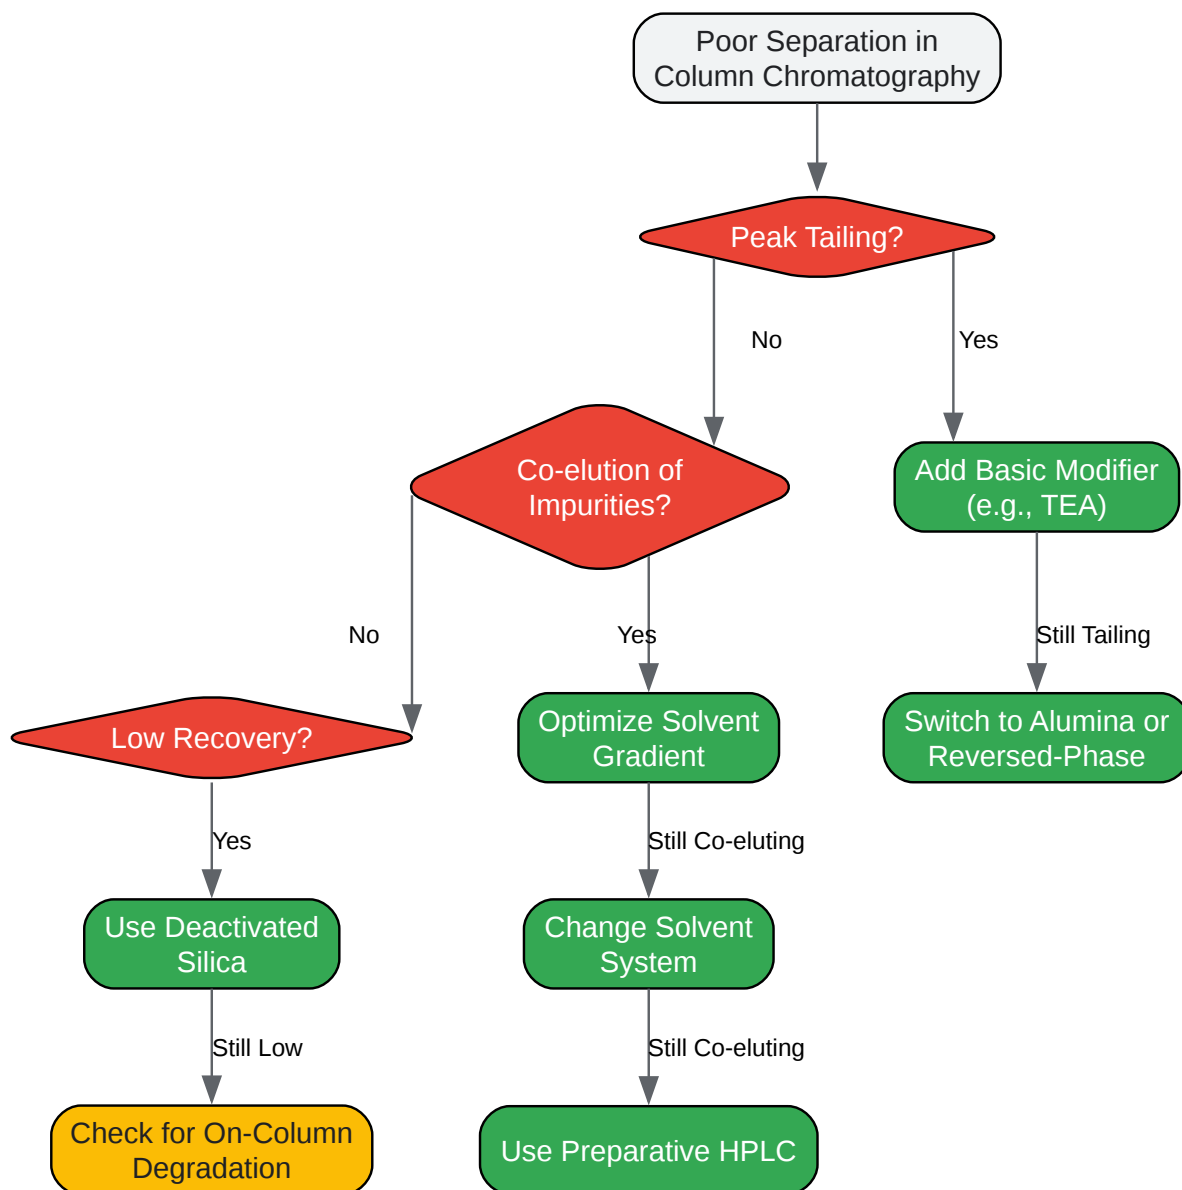 Poor Separation in
Column Chromatography
Peak Tailing?
No
Yes
Co-elution of
Impurities?
Add Basic Modifier
(e.g., TEA)
No
Yes
Still Tailing
Low Recovery?
Optimize Solvent
Gradient
Switch to Alumina or
Reversed-Phase
Yes
Still Co-eluting
Use Deactivated
Silica
Change Solvent
System
Still Low
Still Co-eluting
Check for On-Column
Degradation
Use Preparative HPLC